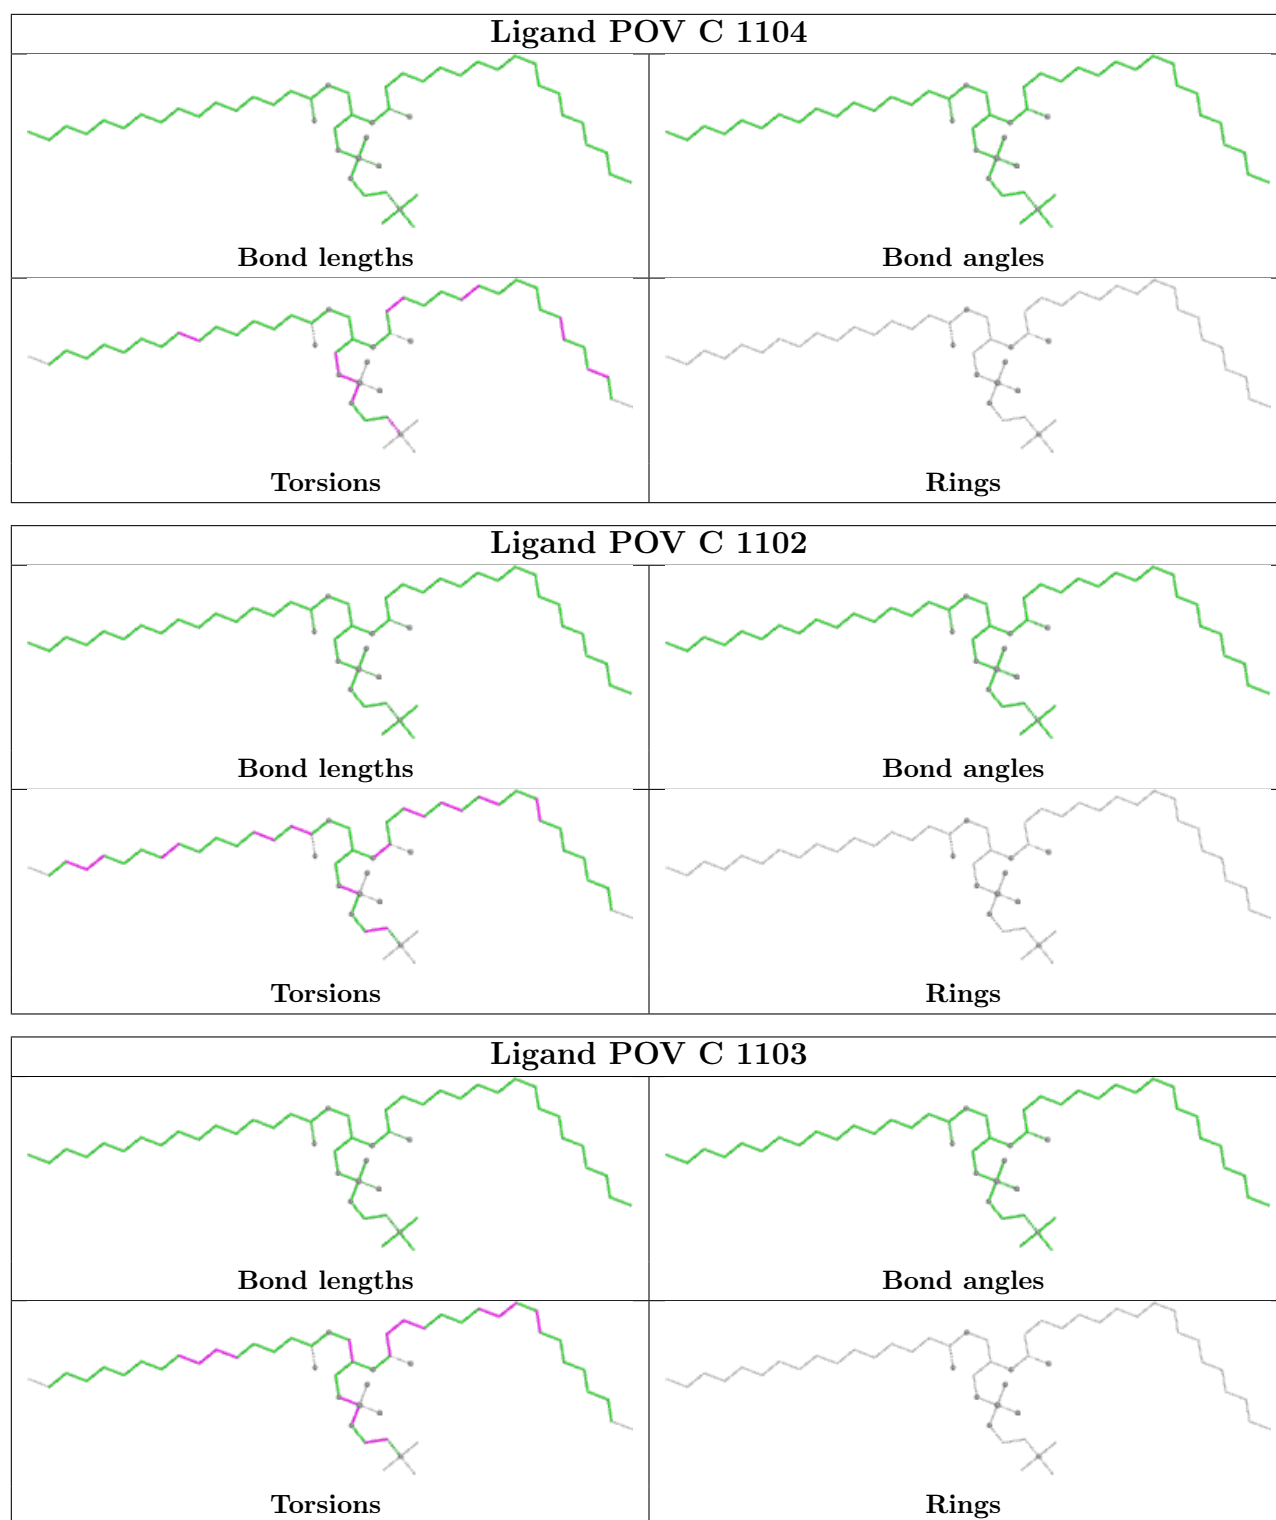 Ligand POV C 1104
Bond lengths
Bond angles
Torsions
Rings
Ligand POV C 1102
Bond lengths
Bond angles
Torsions
Rings
Ligand POV C 1103
Bond lengths
Bond angles
Torsions
Rings